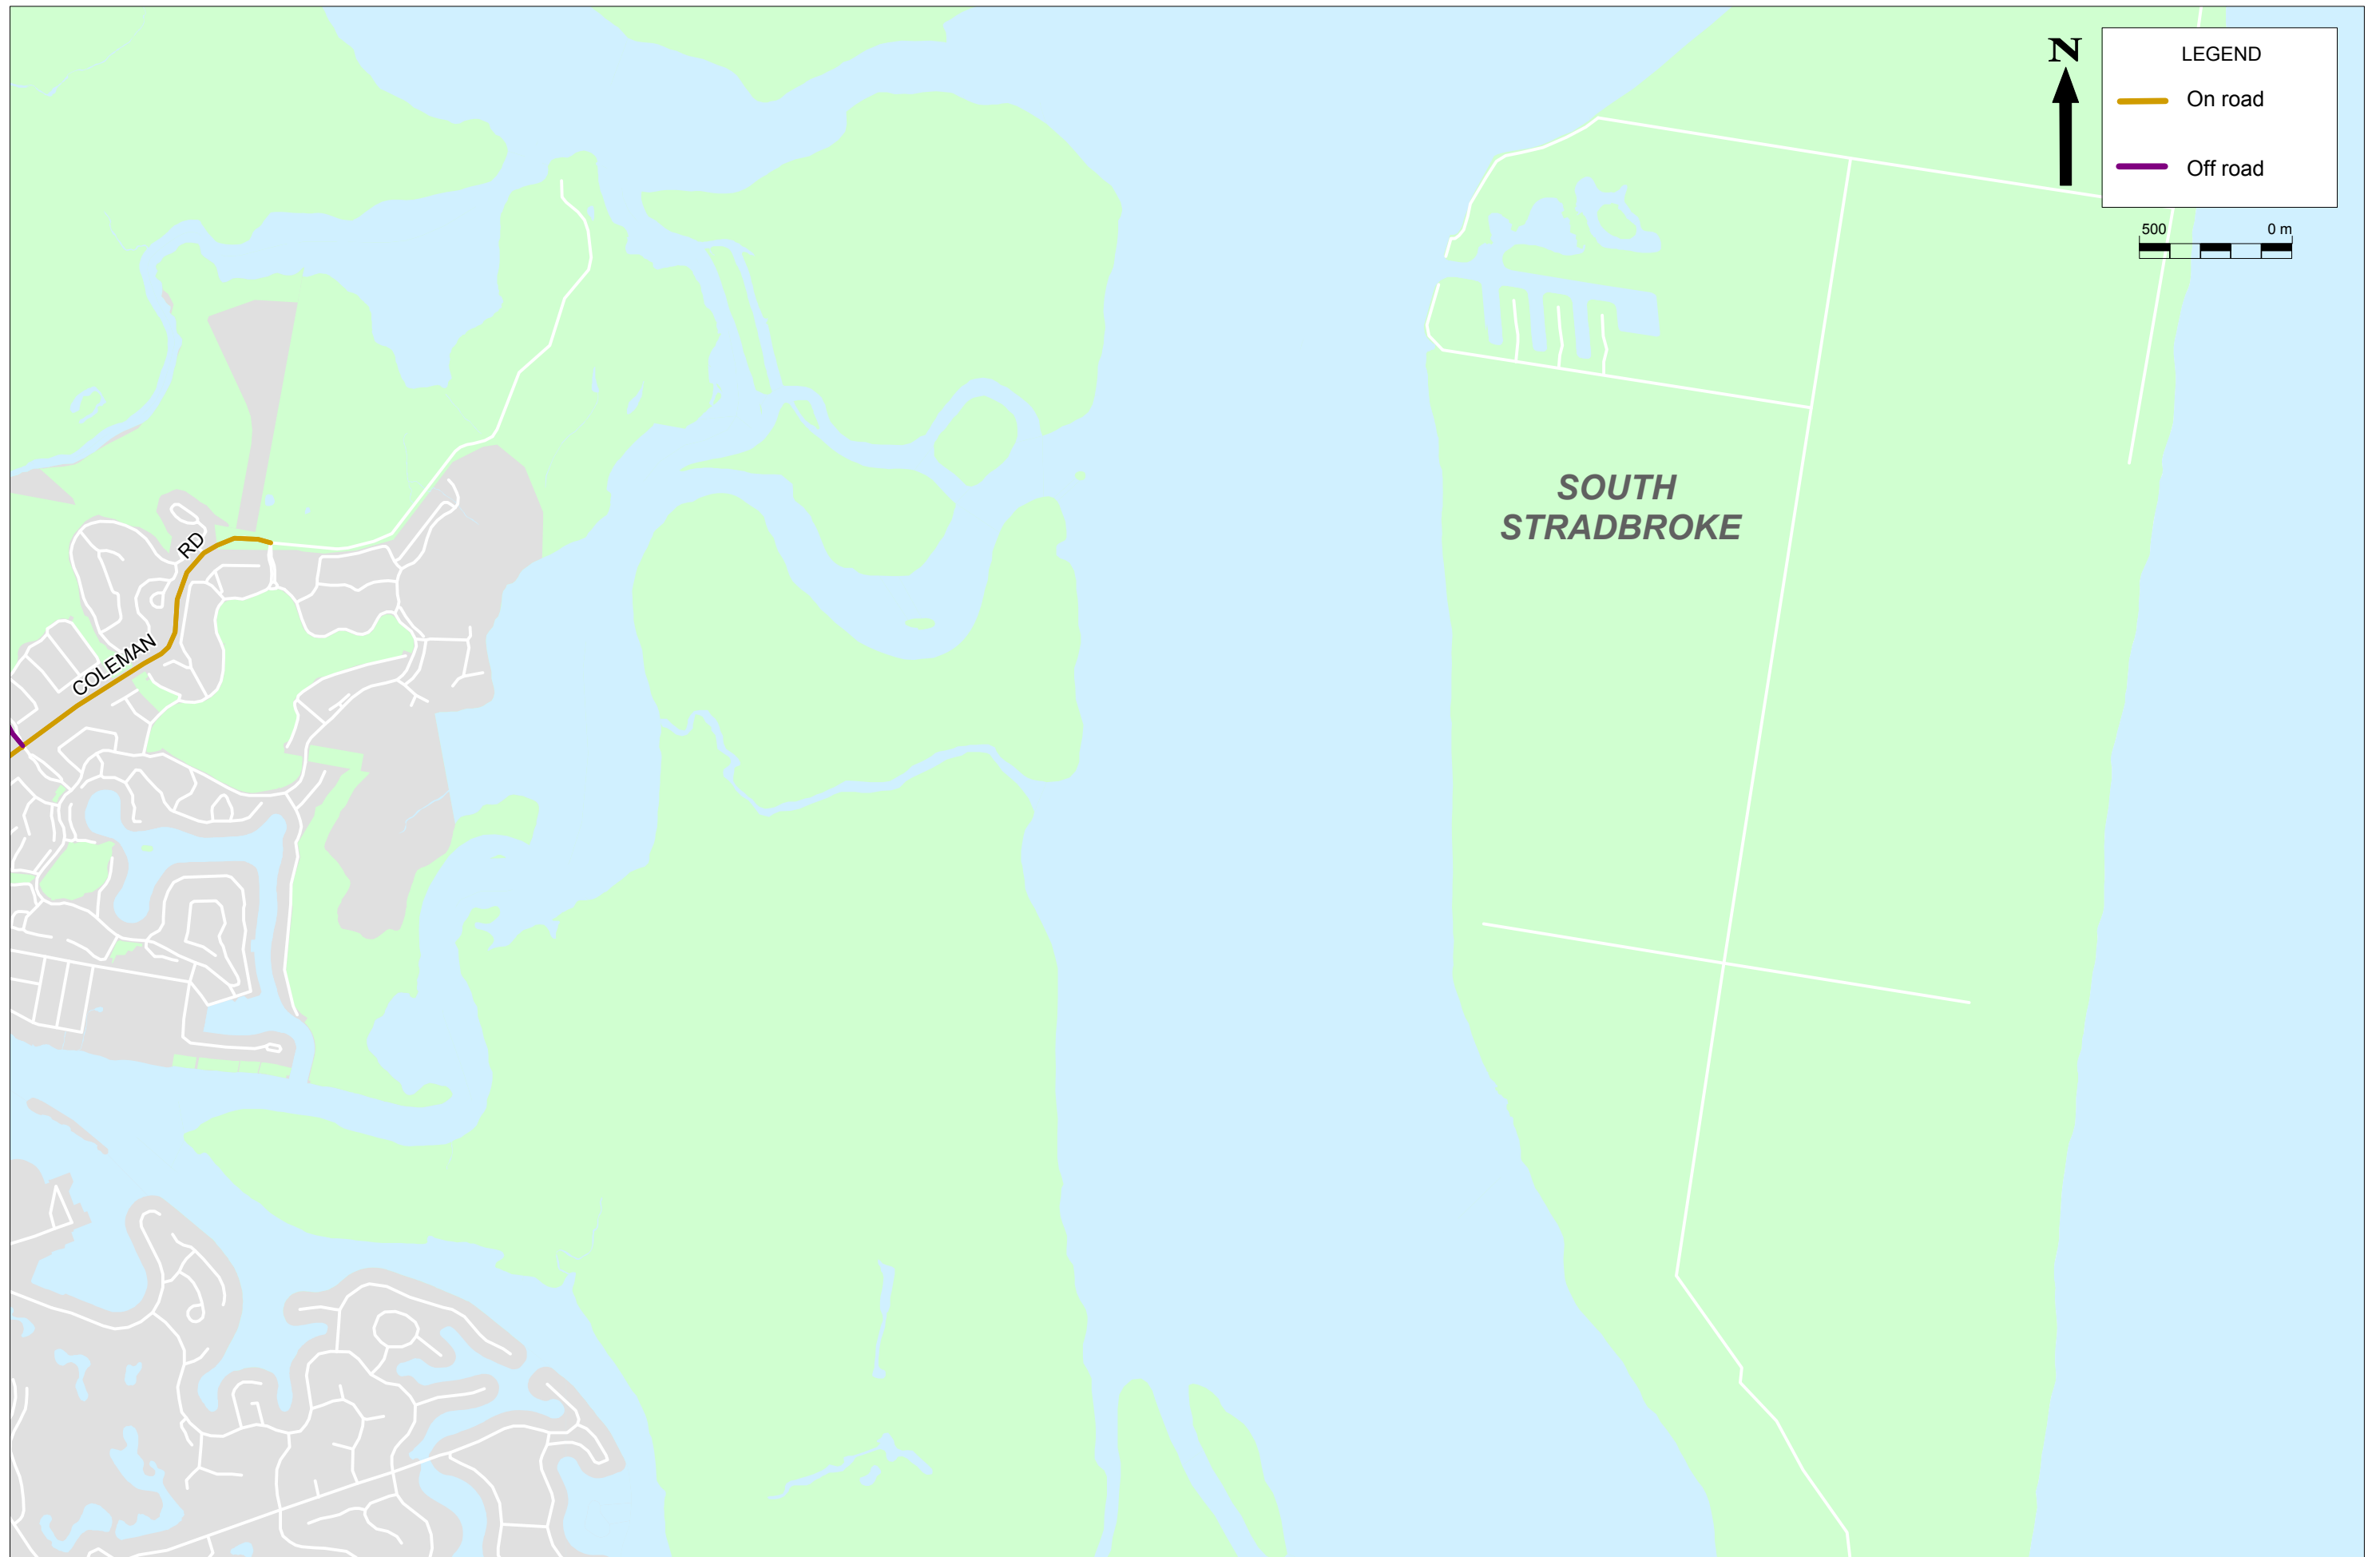 N
LEGEND
On road
Off road
500 0 m
SOUTH
STRADBROKE
COLEMAN RD